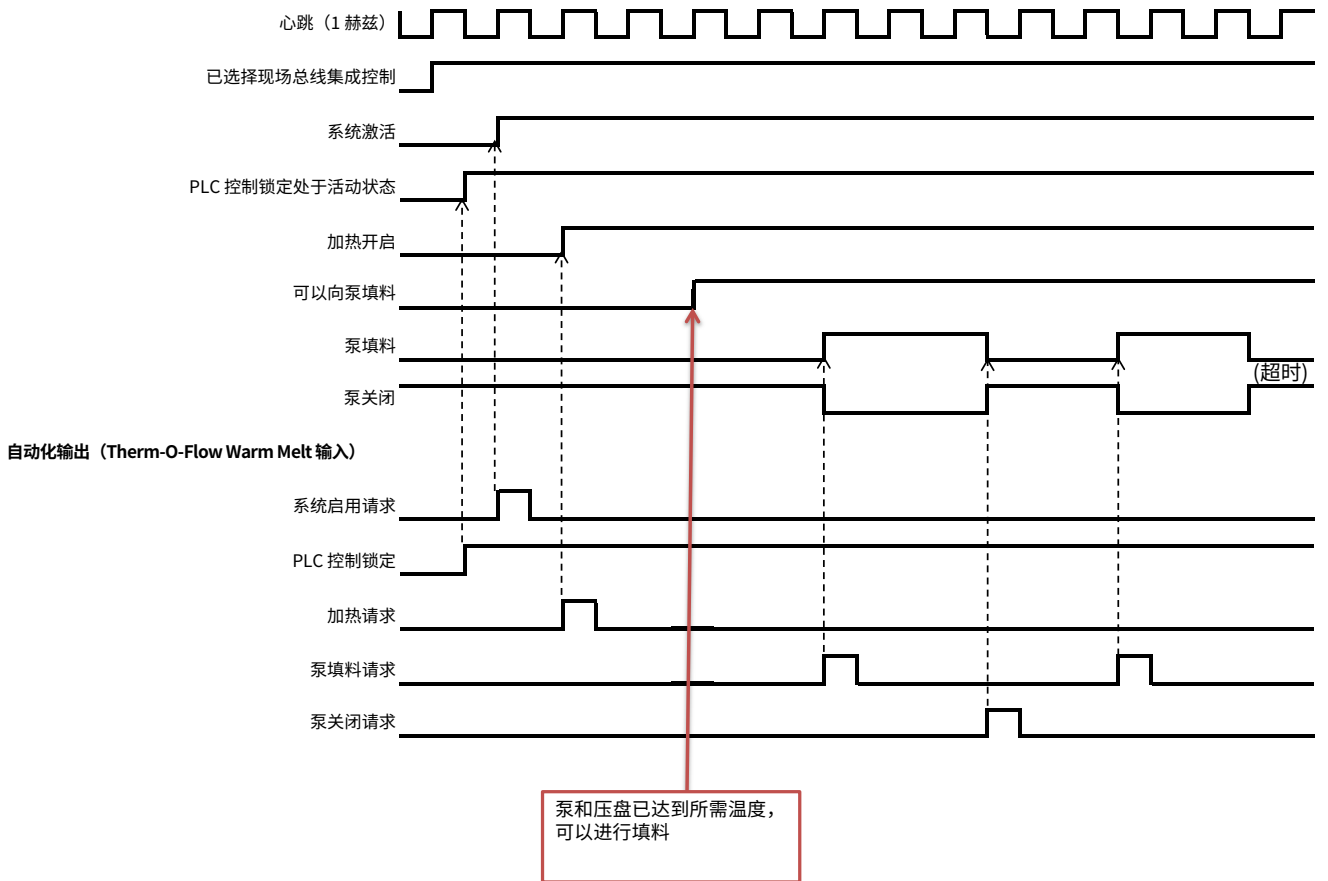 心跳（1 赫兹）
已选择现场总线集成控制
系统激活
PLC 控制锁定处于活动状态
加热开启
可以向泵填料
泵填料
(超时)
泵关闭
自动化输出（Therm-O-Flow Warm Melt 输入）
系统启用请求
PLC 控制锁定
加热请求
泵填料请求
泵关闭请求
泵和压盘已达到所需温度，
可以进行填料